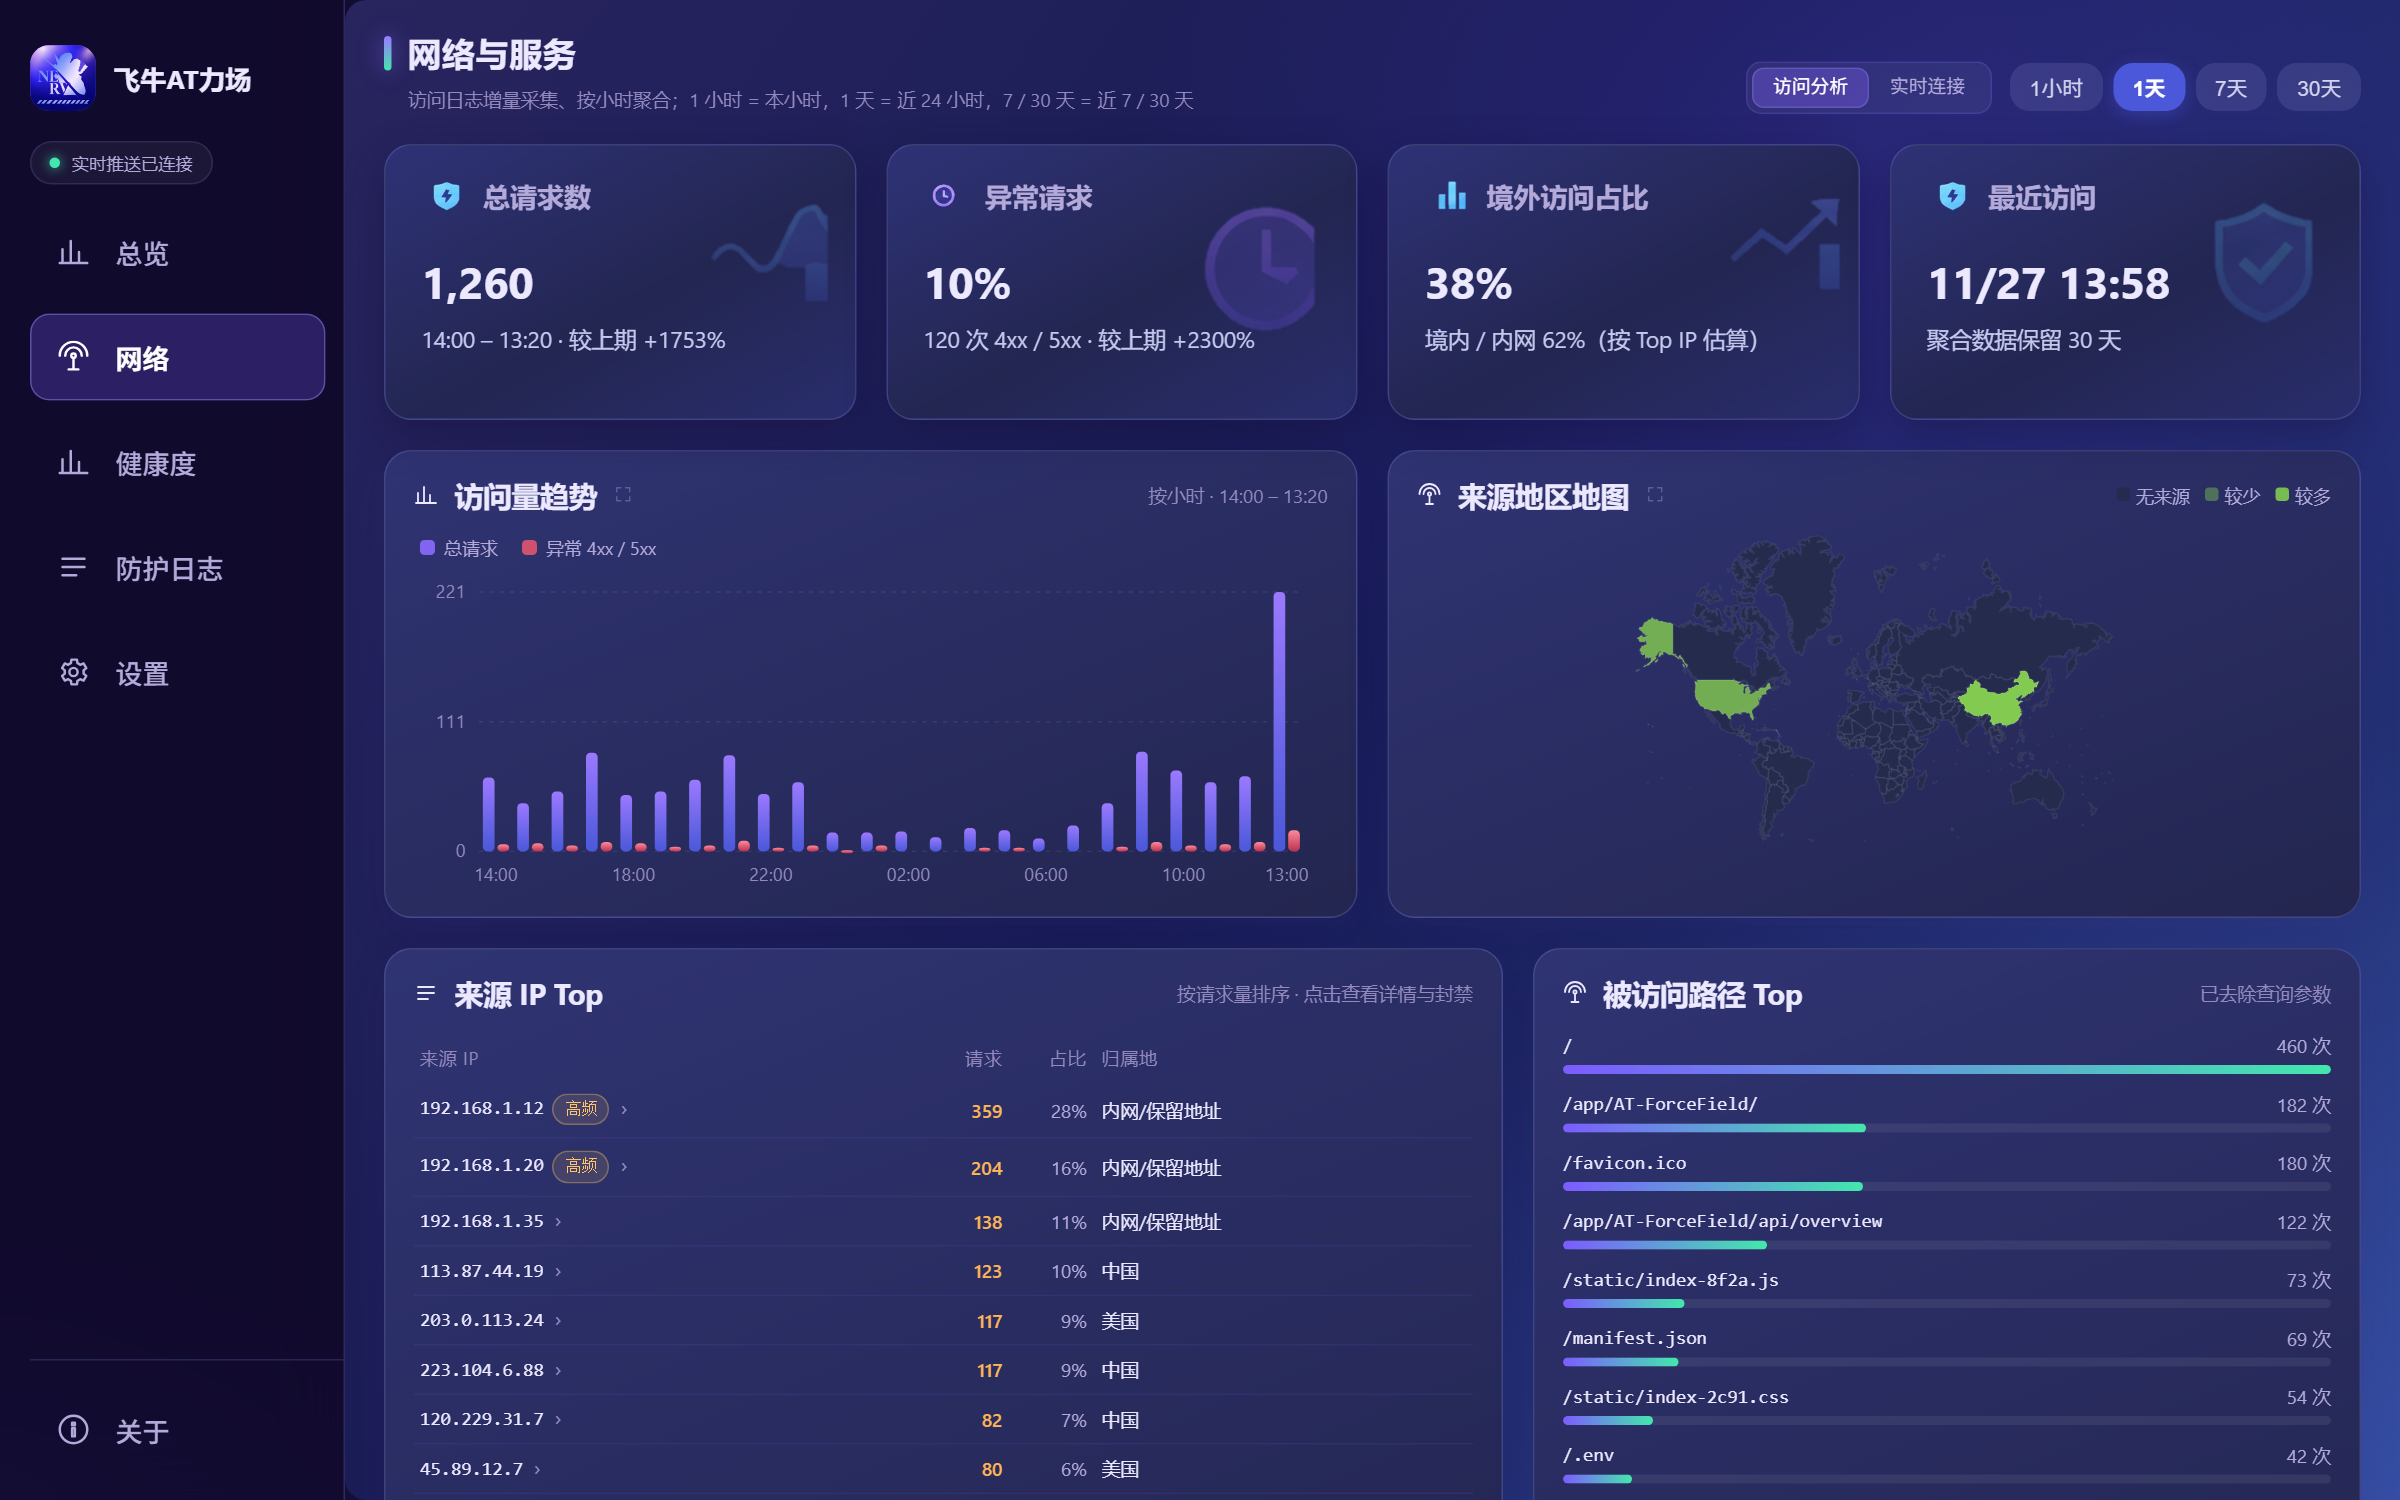 飞牛AT力场
实时推送已连接
总览
网络
健康度
防护日志
设置
关于
网络与服务
访问日志增量采集、按小时聚合；1 小时 = 本小时，1 天 = 近 24 小时，7 / 30 天 = 近 7 / 30 天
访问分析 实时连接 1小时 1天 7天 30天
总请求数
1,260
14:00 – 13:20 · 较上期 +1753%
异常请求
10%
120 次 4xx / 5xx · 较上期 +2300%
境外访问占比
38%
境内 / 内网 62%（按 Top IP 估算）
最近访问
11/27 13:58
聚合数据保留 30 天
访问量趋势 按小时 · 14:00 – 13:20
总请求 异常 4xx / 5xx
221
111
0
14:00 18:00 22:00 02:00 06:00 10:00 13:00
来源地区地图 无来源 较少 较多
来源 IP Top 按请求量排序 · 点击查看详情与封禁
来源 IP 请求 占比 归属地
192.168.1.12 高频 › 359 28% 内网/保留地址
192.168.1.20 高频 › 204 16% 内网/保留地址
192.168.1.35 › 138 11% 内网/保留地址
113.87.44.19 › 123 10% 中国
203.0.113.24 › 117 9% 美国
223.104.6.88 › 117 9% 中国
120.229.31.7 › 82 7% 中国
45.89.12.7 › 80 6% 美国
被访问路径 Top 已去除查询参数
/ 460 次
/app/AT-ForceField/ 182 次
/favicon.ico 180 次
/app/AT-ForceField/api/overview 122 次
/static/index-8f2a.js 73 次
/manifest.json 69 次
/static/index-2c91.css 54 次
/.env 42 次